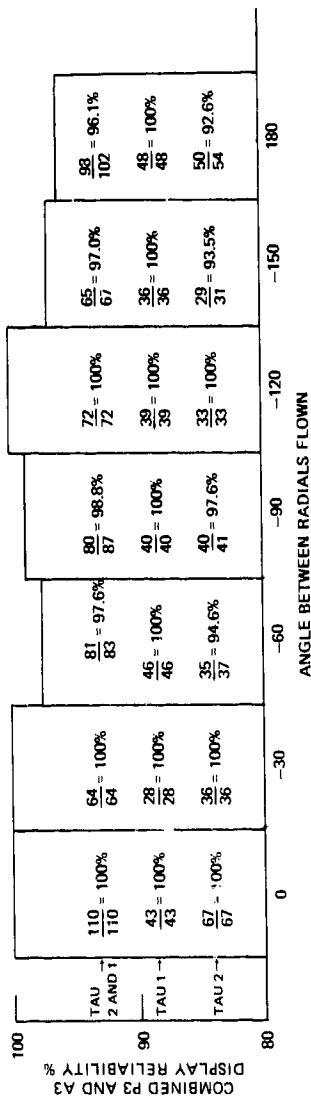 COMBINED P3 AND A3
DISPLAY RELIABILITY %
100
90
80
TAU
2 AND 1
TAU 1
TAU 2
110/110 = 100%
43/43 = 100%
67/67 = 100%
64/64 = 100%
28/28 = 100%
36/36 = 100%
81/83 = 97.6%
46/46 = 100%
35/37 = 94.6%
80/87 = 98.8%
40/40 = 100%
40/41 = 97.6%
72/72 = 100%
39/39 = 100%
33/33 = 100%
65/67 = 97.0%
36/36 = 100%
29/31 = 93.5%
98/102 = 96.1%
48/48 = 100%
50/54 = 92.6%
0
-30
-60
-90
-120
-150
180
ANGLE BETWEEN RADIALS FLOWN